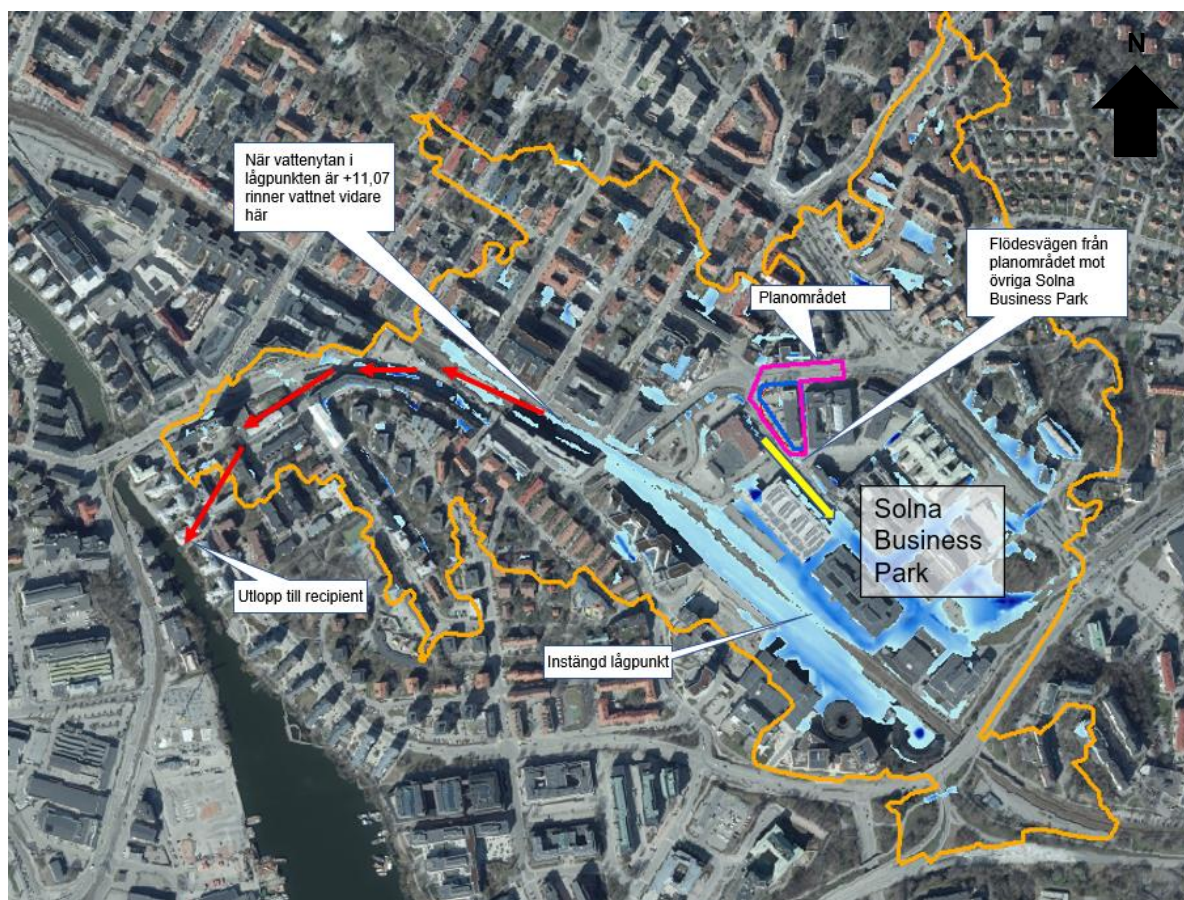 N
När vattenytan i
lågpunkten är +11,07
rinner vattnet vidare
här
Flödesvägen från
planområdet mot
övriga Solna
Business Park
Planområdet
Solna
Business
Park
Utlopp till recipient
Instängd lågpunkt